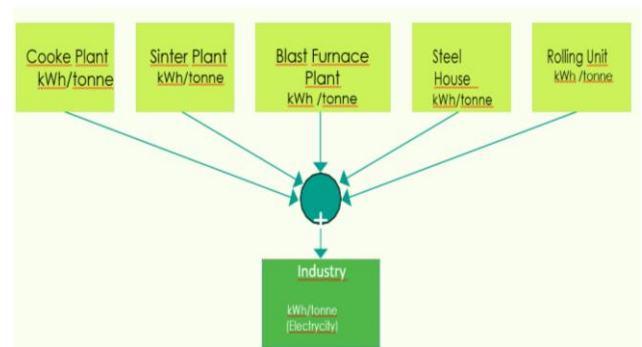 Cooke Plant
kWh/tonne
Sinter Plant
kWh/tonne
Blast Furnace
Plant
kWh /tonne
Steel
House
kWh/tonne
Rolling Unit
kWh /tonne
+
Industry
kWh/tonne
(Electrycity)